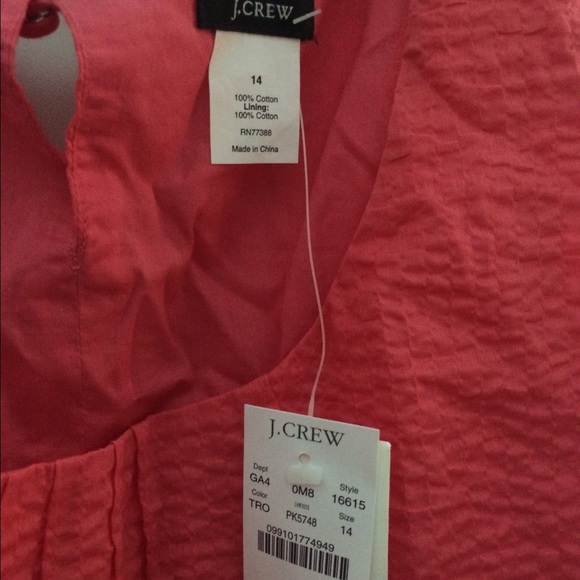 J.CREW
14
100% Cotton
Lining:
100% Cotton
RN77388
Made in China
J.CREW
Dept Style
GA4 0M8 16615
Color Size
TRO PK5748 14
099101774949